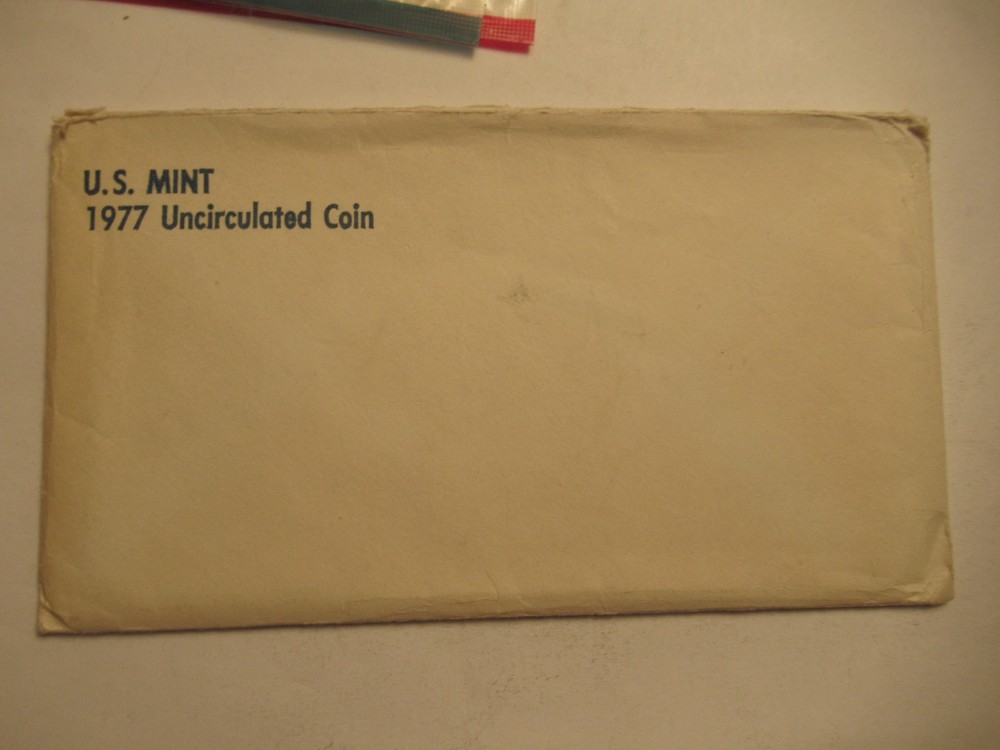 U.S. MINT
1977 Uncirculated Coin